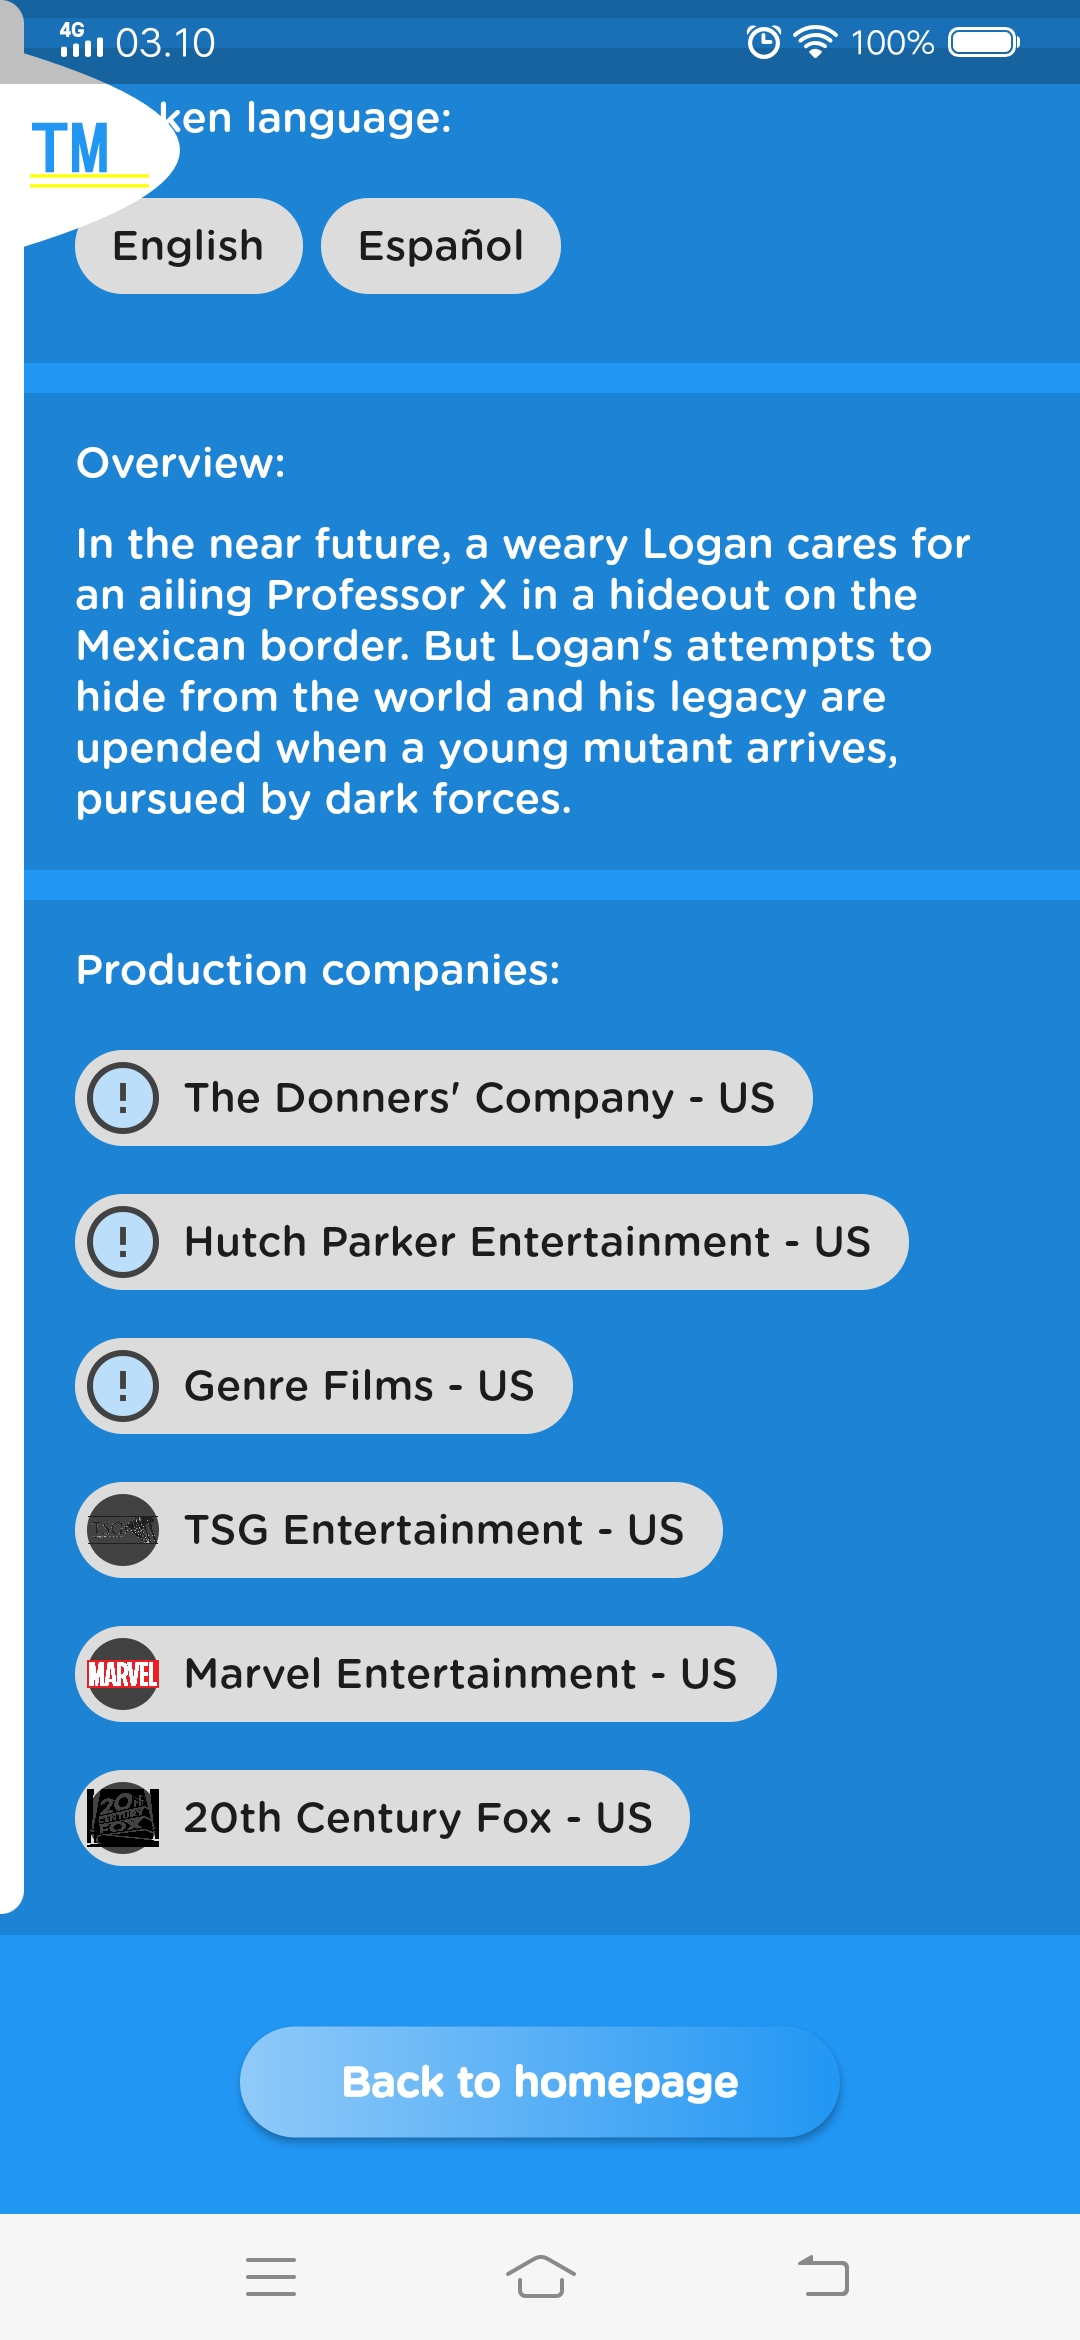 4G 03.10 100%
TM
ken language:
English Español
Overview:
In the near future, a weary Logan cares for
an ailing Professor X in a hideout on the
Mexican border. But Logan's attempts to
hide from the world and his legacy are
upended when a young mutant arrives,
pursued by dark forces.
Production companies:
! The Donners' Company - US
! Hutch Parker Entertainment - US
! Genre Films - US
TSG TSG Entertainment - US
MARVEL Marvel Entertainment - US
20th CENTURY FOX 20th Century Fox - US
Back to homepage